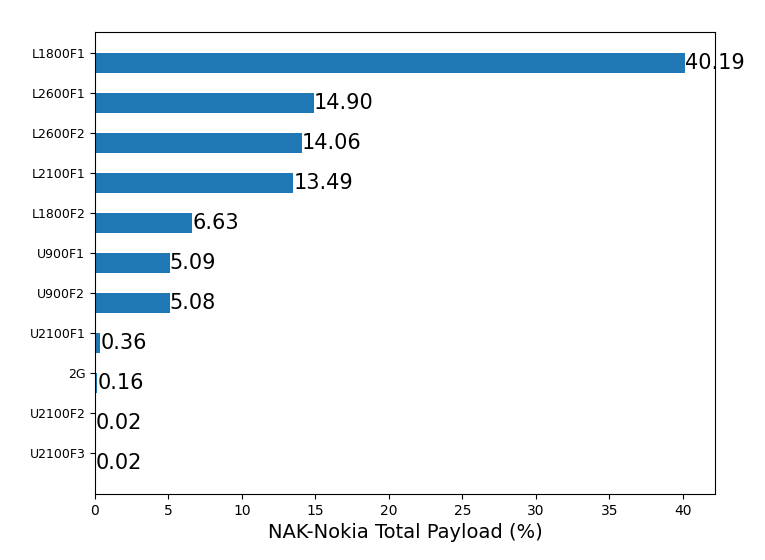 L1800F1 40.19
L2600F1 14.90
L2600F2 14.06
L2100F1 13.49
L1800F2 6.63
U900F1 5.09
U900F2 5.08
U2100F1 0.36
2G 0.16
U2100F2 0.02
U2100F3 0.02
0 5 10 15 20 25 30 35 40
NAK-Nokia Total Payload (%)